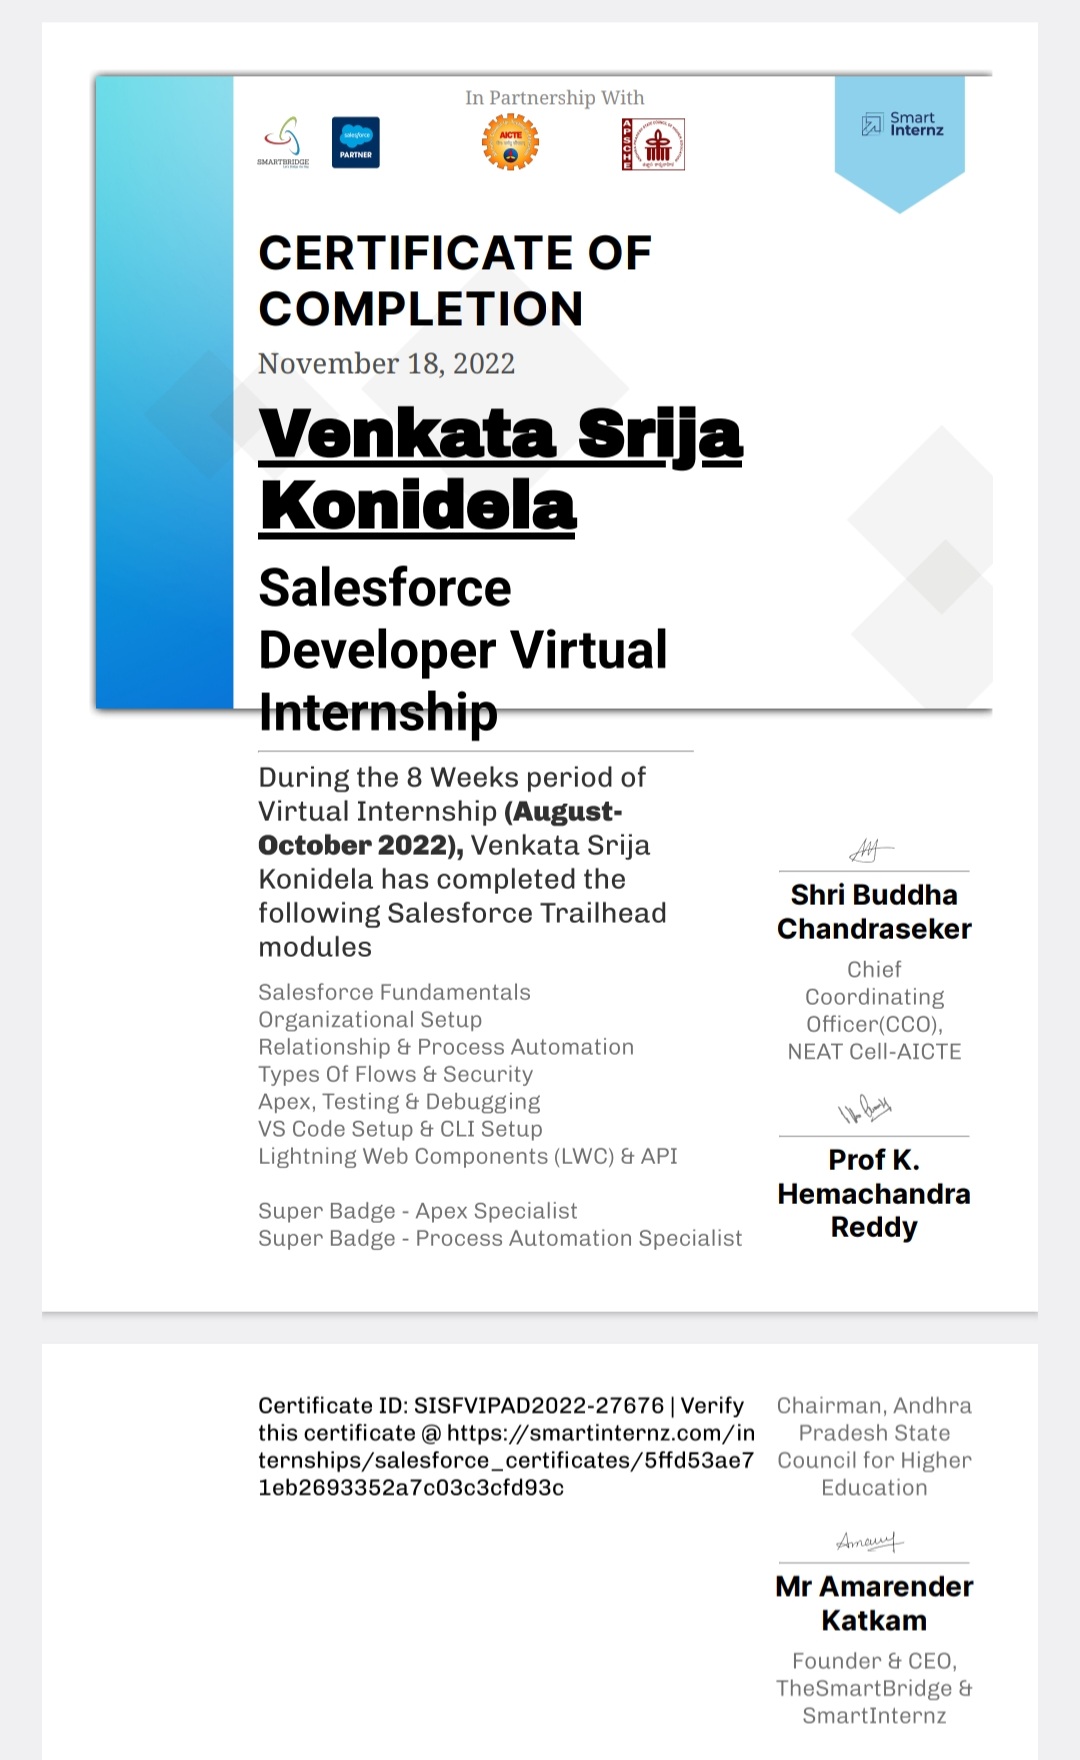 In Partnership With
SMARTBRIDGE
salesforce
PARTNER
AICTE
APSCHE
Smart
Internz
CERTIFICATE OF
COMPLETION
November 18, 2022
Venkata Srija
Konidela
Salesforce
Developer Virtual
Internship
During the 8 Weeks period of
Virtual Internship (August-
October 2022), Venkata Srija
Konidela has completed the
following Salesforce Trailhead
modules
Salesforce Fundamentals
Organizational Setup
Relationship & Process Automation
Types Of Flows & Security
Apex, Testing & Debugging
VS Code Setup & CLI Setup
Lightning Web Components (LWC) & API
Super Badge - Apex Specialist
Super Badge - Process Automation Specialist
Shri Buddha
Chandraseker
Chief
Coordinating
Officer(CCO),
NEAT Cell-AICTE
Prof K.
Hemachandra
Reddy
Certificate ID: SISFVIPAD2022-27676 | Verify
this certificate @ https://smartinternz.com/in
ternships/salesforce_certificates/5ffd53ae7
1eb2693352a7c03c3cfd93c
Chairman, Andhra
Pradesh State
Council for Higher
Education
Mr Amarender
Katkam
Founder & CEO,
TheSmartBridge &
SmartInternz